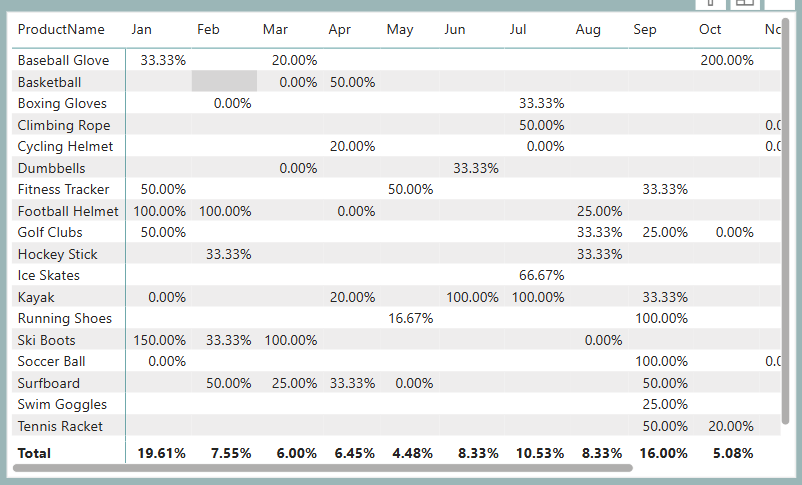 ProductName Jan Feb Mar Apr May Jun Jul Aug Sep Oct
Baseball Glove 33.33% 20.00% 200.00%
Basketball 0.00% 50.00%
Boxing Gloves 0.00% 33.33%
Climbing Rope 50.00% 0.0
Cycling Helmet 20.00% 0.00% 0.0
Dumbbells 0.00% 33.33%
Fitness Tracker 50.00% 50.00% 33.33%
Football Helmet 100.00% 100.00% 0.00% 25.00%
Golf Clubs 50.00% 33.33% 25.00% 0.00%
Hockey Stick 33.33% 33.33%
Ice Skates 66.67%
Kayak 0.00% 20.00% 100.00% 100.00% 33.33%
Running Shoes 16.67% 100.00%
Ski Boots 150.00% 33.33% 100.00% 0.00%
Soccer Ball 0.00% 100.00% 0.0
Surfboard 50.00% 25.00% 33.33% 0.00% 50.00%
Swim Goggles 25.00%
Tennis Racket 50.00% 20.00%
Total 19.61% 7.55% 6.00% 6.45% 4.48% 8.33% 10.53% 8.33% 16.00% 5.08%